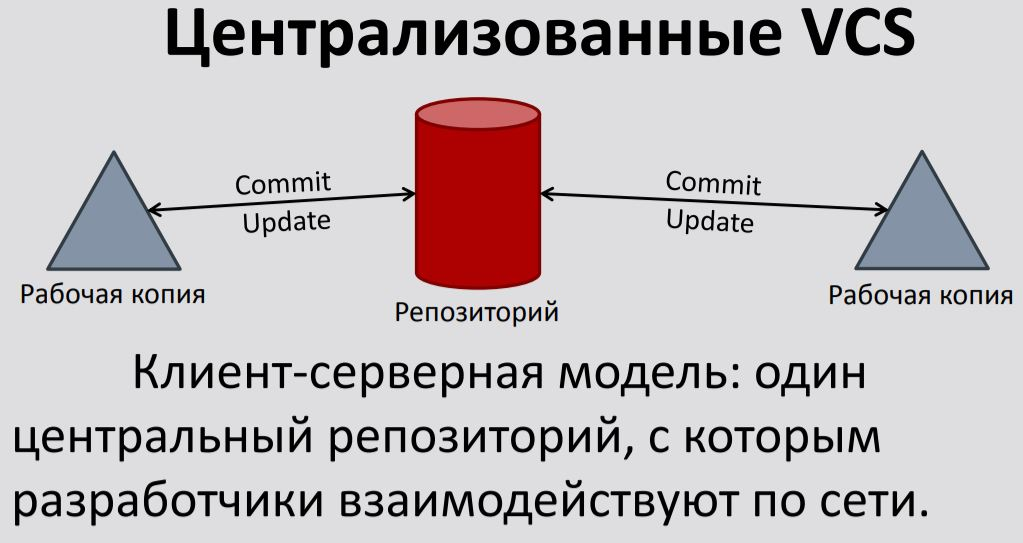 Централизованные VCS
Commit
Update
Commit
Update
Рабочая копия
Репозиторий
Рабочая копия
Клиент-серверная модель: один
центральный репозиторий, с которым
разработчики взаимодействуют по сети.